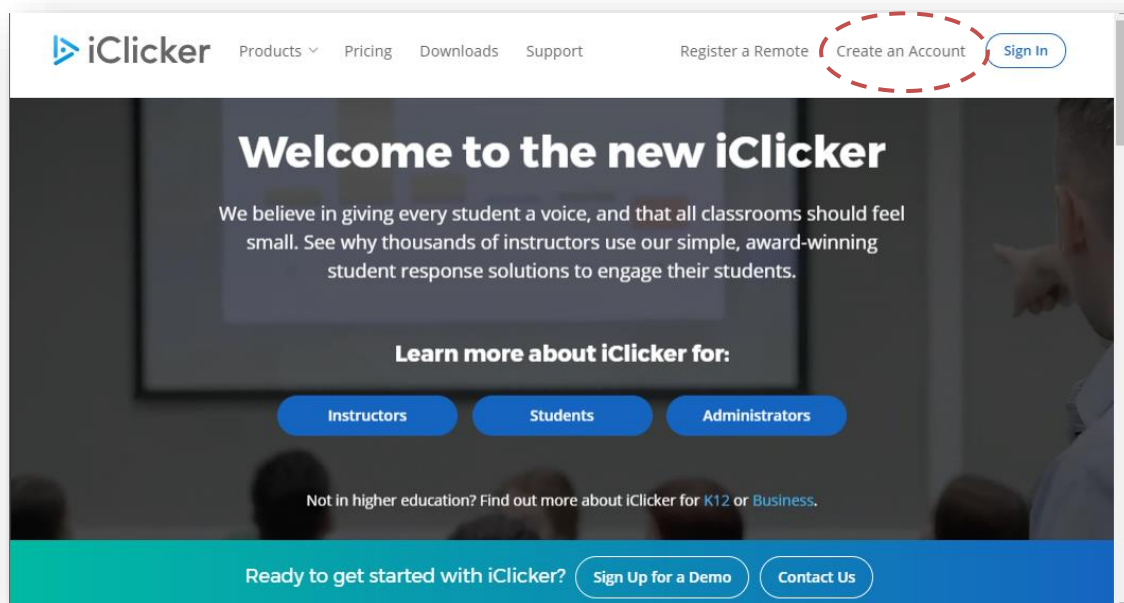 iClicker Products Pricing Downloads Support Register a Remote Create an Account Sign In
Welcome to the new iClicker
We believe in giving every student a voice, and that all classrooms should feel
small. See why thousands of instructors use our simple, award-winning
student response solutions to engage their students.
Learn more about iClicker for:
Instructors Students Administrators
Not in higher education? Find out more about iClicker for K12 or Business.
Ready to get started with iClicker? Sign Up for a Demo Contact Us